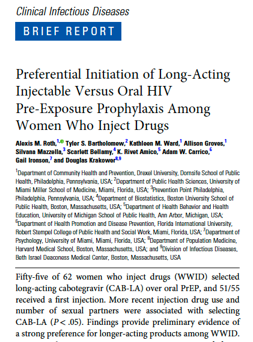 Clinical Infectious Diseases
BRIEF REPORT
Preferential Initiation of Long-Acting
Injectable Versus Oral HIV
Pre-Exposure Prophylaxis Among
Women Who Inject Drugs
Alexis M. Roth,1, Tyler S. Bartholomew,2 Kathleen M. Ward,1 Allison Groves,1
Silvana Mazzella,3 Scarlett Bellamy,4 K. Rivet Amico,5 Adam W. Carrico,6
Gail Ironson,7 and Douglas Krakower8,9
1Department of Community Health and Prevention, Drexel University, Dornsife School of Public
Health, Philadelphia, Pennsylvania, USA; 2Department of Public Health Sciences, University of
Miami Miller School of Medicine, Miami, Florida, USA; 3Prevention Point Philadelphia,
Philadelphia, Pennsylvania, USA; 4Department of Biostatistics, Boston University School of
Public Health, Boston, Massachusetts, USA; 5Department of Health Behavior and Health
Education, University of Michigan School of Public Health, Ann Arbor, Michigan, USA;
6Department of Health Promotion and Disease Prevention, Florida International University,
Robert Stempel College of Public Health and Social Work, Miami, Florida, USA; 7Department of
Psychology, University of Miami, Miami, Florida, USA; 8Department of Population Medicine,
Harvard Medical School, Boston, Massachusetts, USA; and 9Division of Infectious Diseases,
Beth Israel Deaconess Medical Center, Boston, Massachusetts, USA
Fifty-five of 62 women who inject drugs (WWID) selected
long-acting cabotegravir (CAB-LA) over oral PrEP, and 51/55
received a first injection. More recent injection drug use and
number of sexual partners were associated with selecting
CAB-LA (P < .05). Findings provide preliminary evidence of
a strong preference for longer-acting products among WWID.